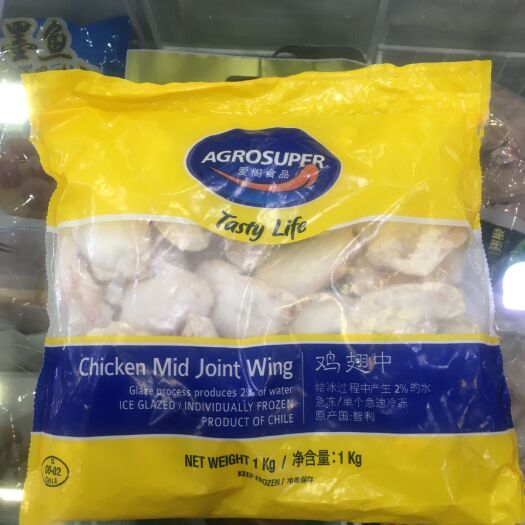 墨鱼
AGROSUPER
爱阁食品
Tasty Life
Chicken Mid Joint Wing
Glaze process produces 2% of water
ICE GLAZED / INDIVIDUALLY FROZEN
PRODUCT OF CHILE
鸡翅中
结冰过程中产生 2% 的水
急冻/单个急速冷冻
原产国:智利
NET WEIGHT 1 Kg / 净含量:1 Kg
KEEP FROZEN / 冷冻保存
06-02
CHILE